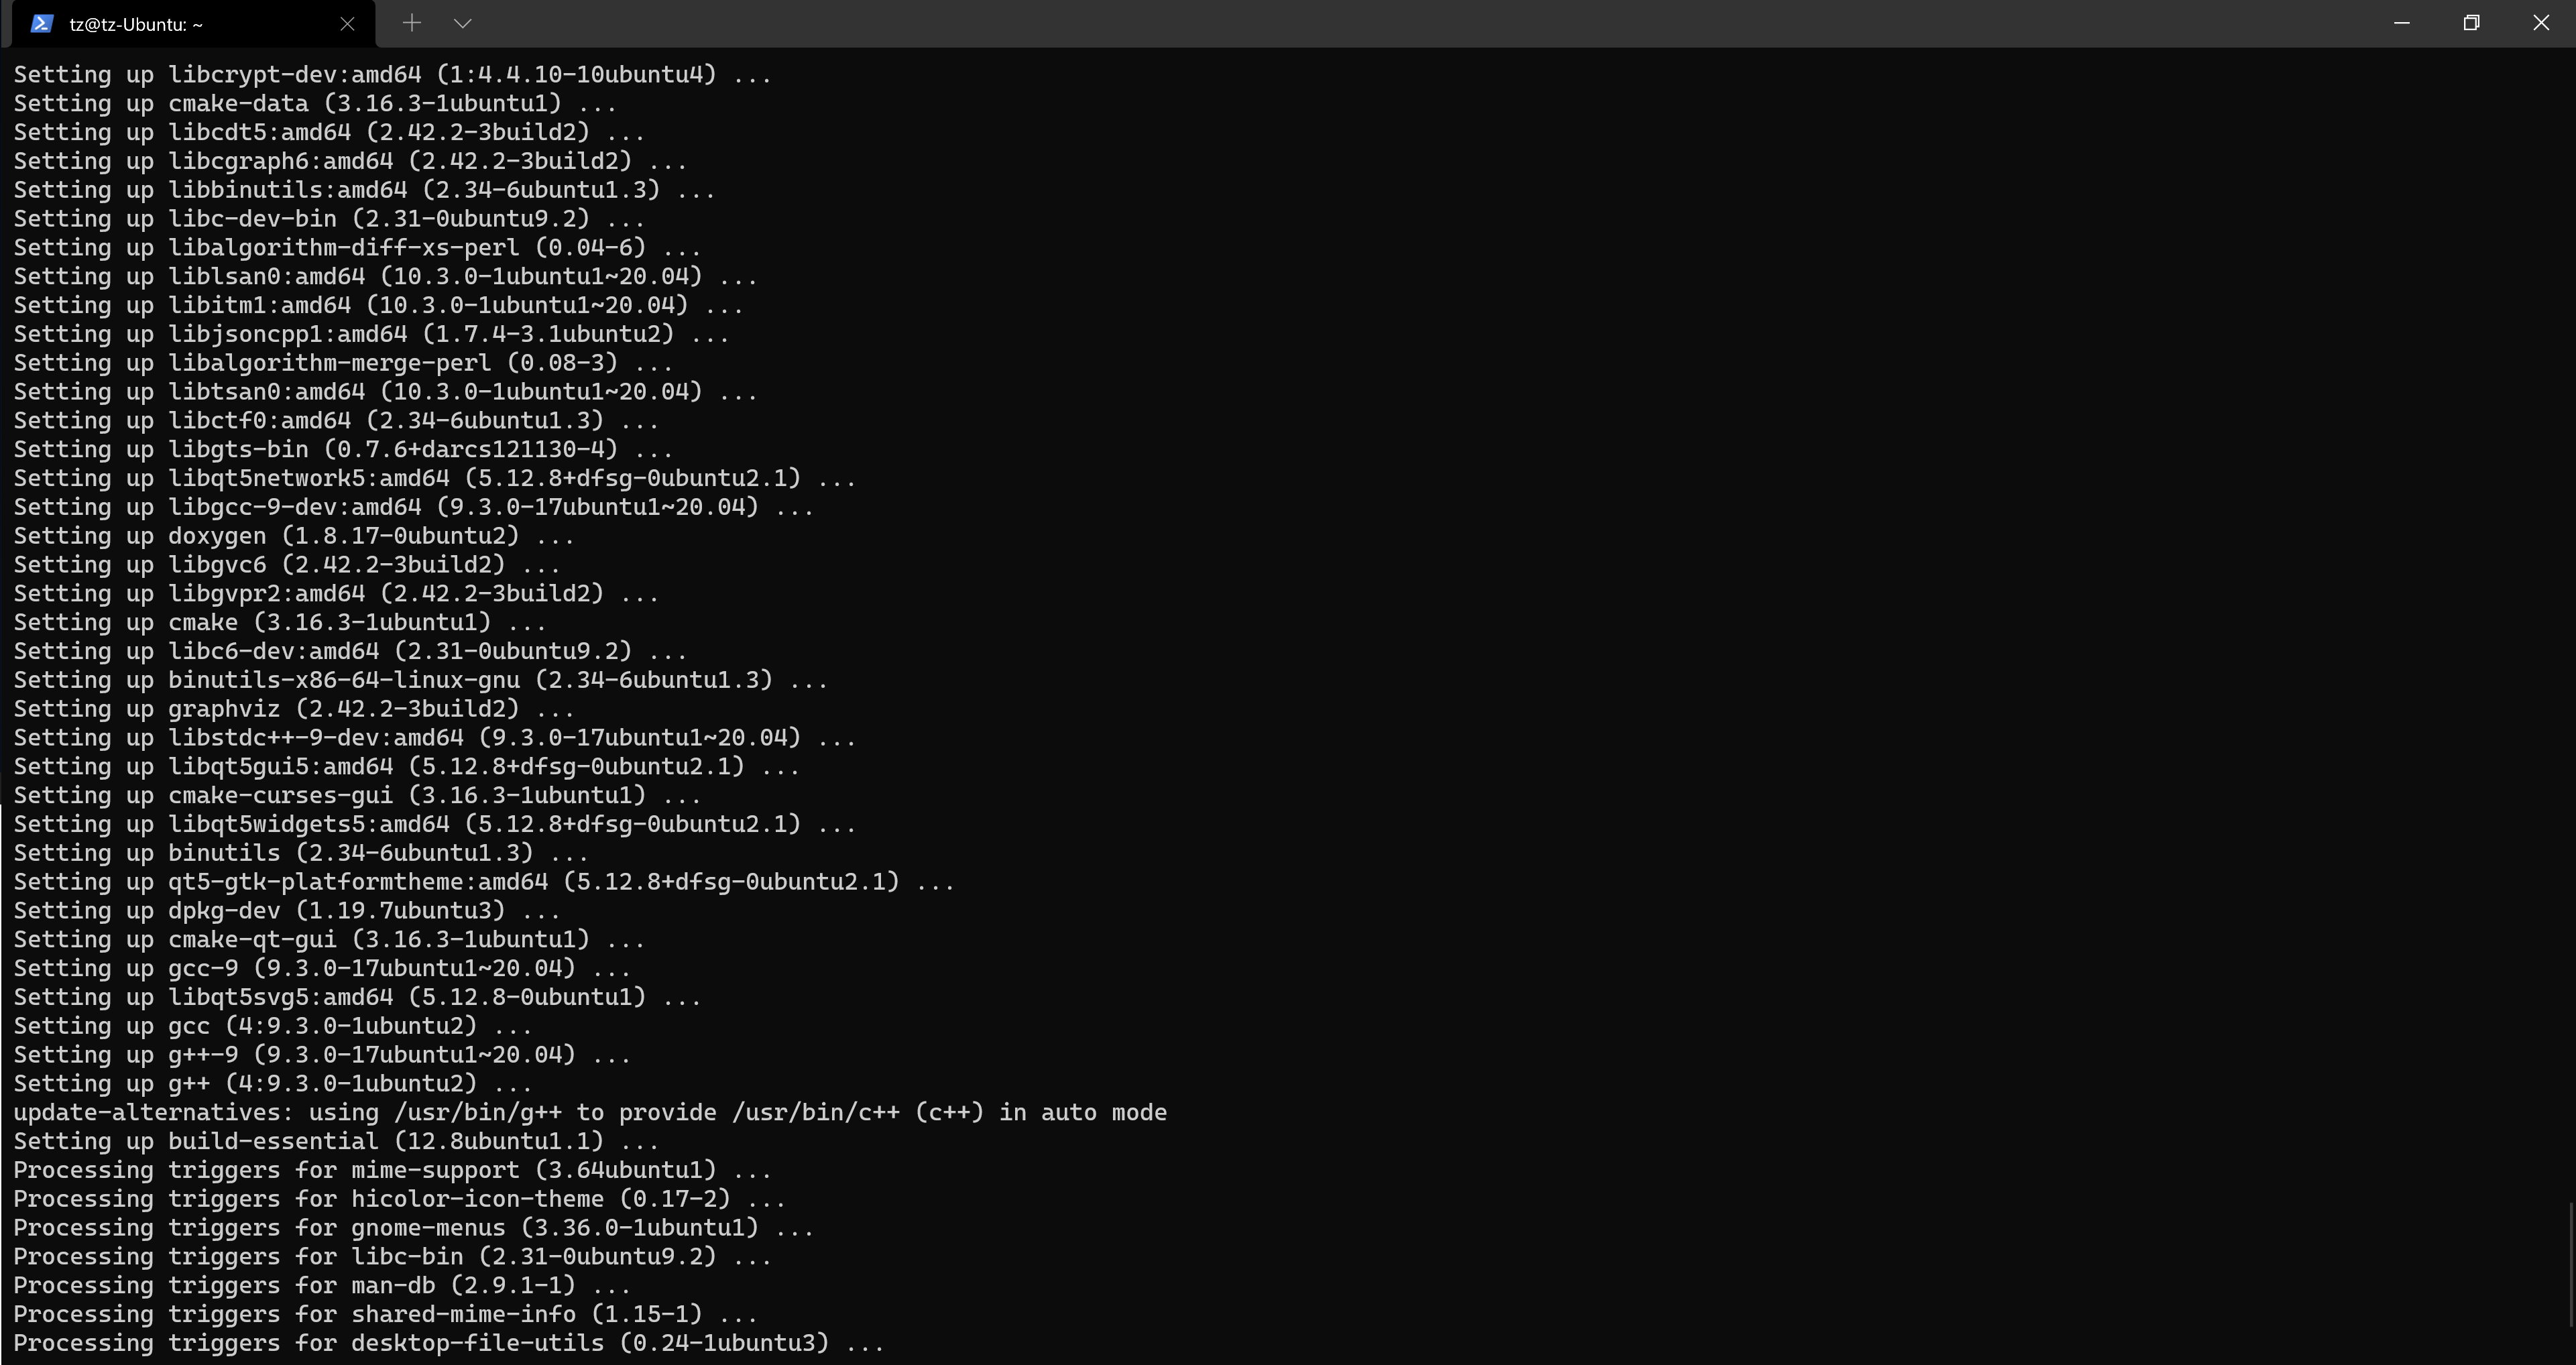 tz@tz-Ubuntu: ~
Setting up libcrypt-dev:amd64 (1:4.4.10-10ubuntu4) ...
Setting up cmake-data (3.16.3-1ubuntu1) ...
Setting up libcdt5:amd64 (2.42.2-3build2) ...
Setting up libcgraph6:amd64 (2.42.2-3build2) ...
Setting up libbinutils:amd64 (2.34-6ubuntu1.3) ...
Setting up libc-dev-bin (2.31-0ubuntu9.2) ...
Setting up libalgorithm-diff-xs-perl (0.04-6) ...
Setting up liblsan0:amd64 (10.3.0-1ubuntu1~20.04) ...
Setting up libitm1:amd64 (10.3.0-1ubuntu1~20.04) ...
Setting up libjsoncpp1:amd64 (1.7.4-3.1ubuntu2) ...
Setting up libalgorithm-merge-perl (0.08-3) ...
Setting up libtsan0:amd64 (10.3.0-1ubuntu1~20.04) ...
Setting up libctf0:amd64 (2.34-6ubuntu1.3) ...
Setting up libgts-bin (0.7.6+darcs121130-4) ...
Setting up libqt5network5:amd64 (5.12.8+dfsg-0ubuntu2.1) ...
Setting up libgcc-9-dev:amd64 (9.3.0-17ubuntu1~20.04) ...
Setting up doxygen (1.8.17-0ubuntu2) ...
Setting up libgvc6 (2.42.2-3build2) ...
Setting up libgvpr2:amd64 (2.42.2-3build2) ...
Setting up cmake (3.16.3-1ubuntu1) ...
Setting up libc6-dev:amd64 (2.31-0ubuntu9.2) ...
Setting up binutils-x86-64-linux-gnu (2.34-6ubuntu1.3) ...
Setting up graphviz (2.42.2-3build2) ...
Setting up libstdc++-9-dev:amd64 (9.3.0-17ubuntu1~20.04) ...
Setting up libqt5gui5:amd64 (5.12.8+dfsg-0ubuntu2.1) ...
Setting up cmake-curses-gui (3.16.3-1ubuntu1) ...
Setting up libqt5widgets5:amd64 (5.12.8+dfsg-0ubuntu2.1) ...
Setting up binutils (2.34-6ubuntu1.3) ...
Setting up qt5-gtk-platformtheme:amd64 (5.12.8+dfsg-0ubuntu2.1) ...
Setting up dpkg-dev (1.19.7ubuntu3) ...
Setting up cmake-qt-gui (3.16.3-1ubuntu1) ...
Setting up gcc-9 (9.3.0-17ubuntu1~20.04) ...
Setting up libqt5svg5:amd64 (5.12.8-0ubuntu1) ...
Setting up gcc (4:9.3.0-1ubuntu2) ...
Setting up g++-9 (9.3.0-17ubuntu1~20.04) ...
Setting up g++ (4:9.3.0-1ubuntu2) ...
update-alternatives: using /usr/bin/g++ to provide /usr/bin/c++ (c++) in auto mode
Setting up build-essential (12.8ubuntu1.1) ...
Processing triggers for mime-support (3.64ubuntu1) ...
Processing triggers for hicolor-icon-theme (0.17-2) ...
Processing triggers for gnome-menus (3.36.0-1ubuntu1) ...
Processing triggers for libc-bin (2.31-0ubuntu9.2) ...
Processing triggers for man-db (2.9.1-1) ...
Processing triggers for shared-mime-info (1.15-1) ...
Processing triggers for desktop-file-utils (0.24-1ubuntu3) ...